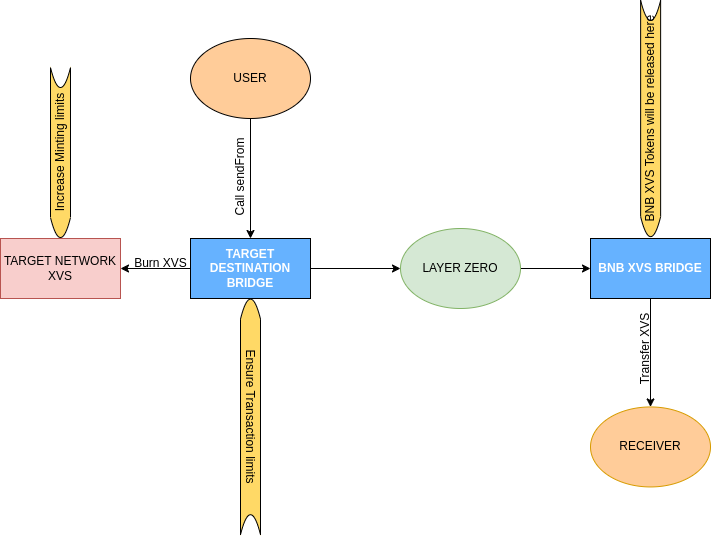 USER
Increase Minting limits
Call sendFrom
BNB XVS Tokens will be released here
TARGET NETWORK
XVS
Burn XVS
TARGET
DESTINATION
BRIDGE
LAYER ZERO
BNB XVS BRIDGE
Ensure Transaction limits
Transfer XVS
RECEIVER